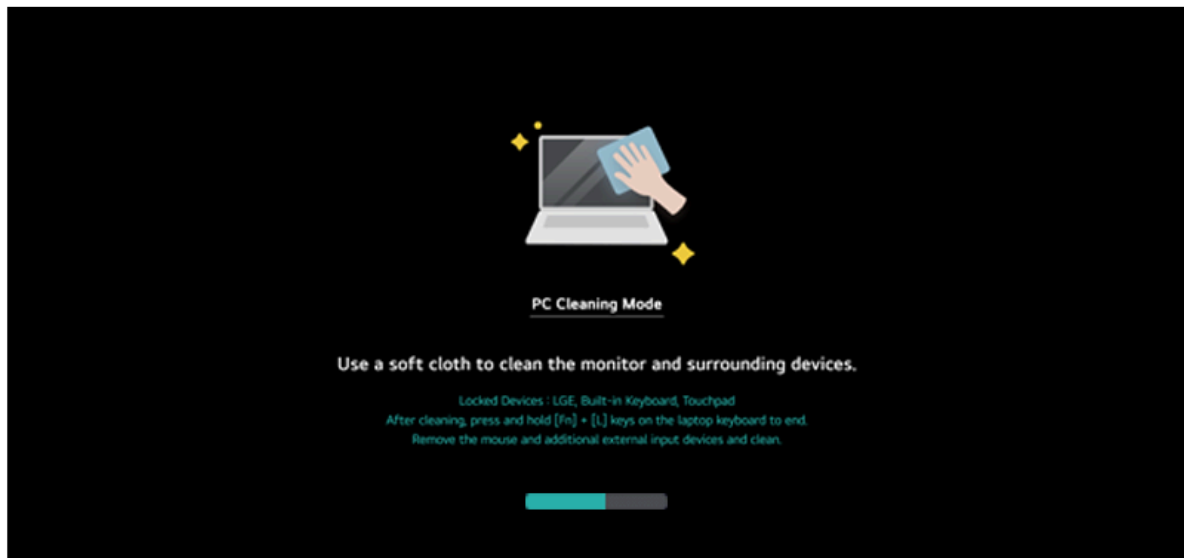 PC Cleaning Mode
Use a soft cloth to clean the monitor and surrounding devices.
Locked Devices : LGE, Built-in Keyboard, Touchpad
After cleaning, press and hold [Fn] + [L] keys on the laptop keyboard to end.
Remove the mouse and additional external input devices and clean.